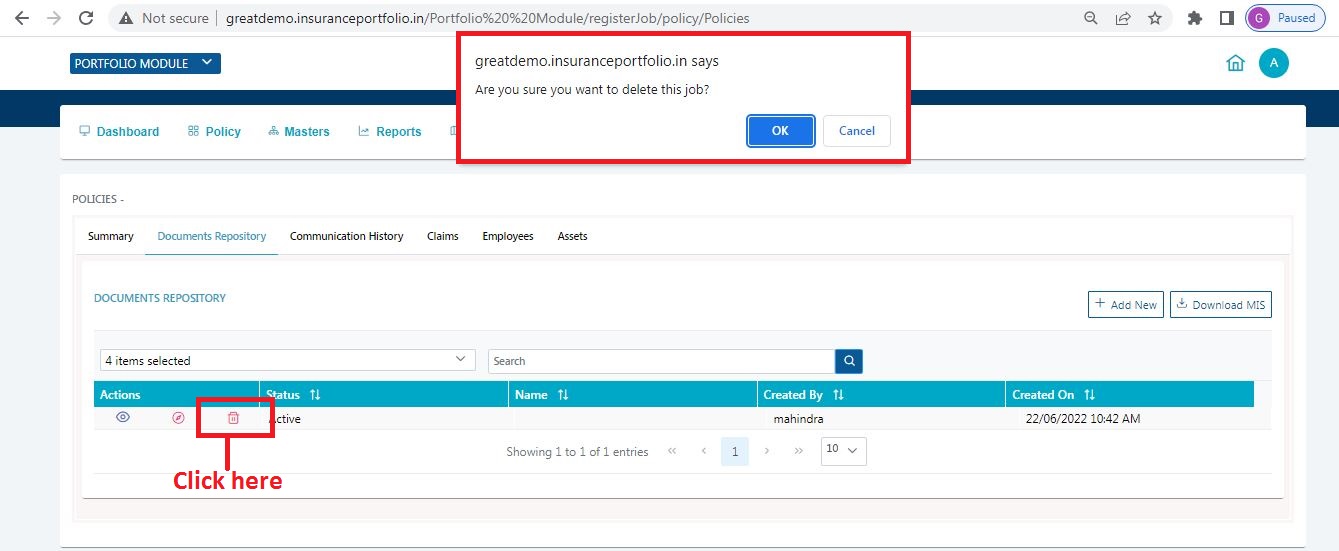 Not secure greatdemo.insuranceportfolio.in/Portfolio%20%20Module/registerJob/policy/Policies G Paused
greatdemo.insuranceportfolio.in says
Are you sure you want to delete this job?
OK Cancel
PORTFOLIO MODULE A
Dashboard Policy Masters Reports
POLICIES -
Summary Documents Repository Communication History Claims Employees Assets
DOCUMENTS REPOSITORY
Add New Download MIS
4 items selected Search
Actions Status Name Created By Created On
Active mahindra 22/06/2022 10:42 AM
Showing 1 to 1 of 1 entries « ‹ 1 › » 10
Click here